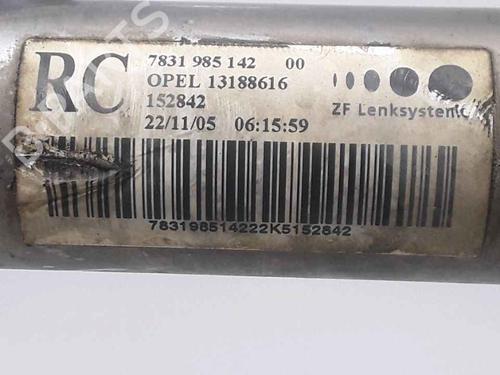 RC
7831 985 142 00
OPEL 13188616
152842
22/11/05 06:15:59
ZF Lenksysteme
783198514222K5152842